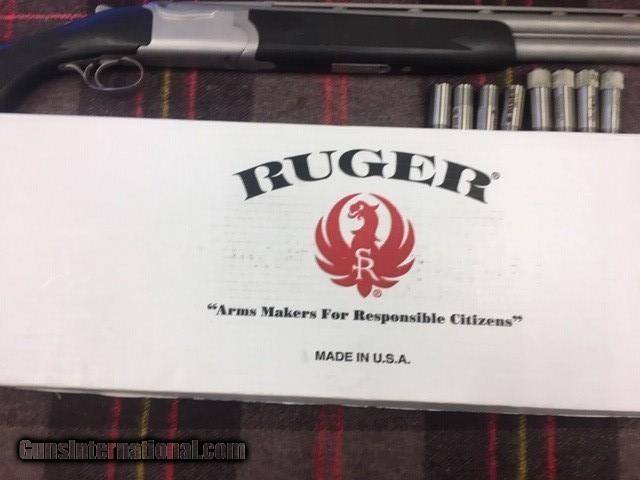 RUGER®
SR®
“Arms Makers For Responsible Citizens”
MADE IN U.S.A.
GunsInternational.com